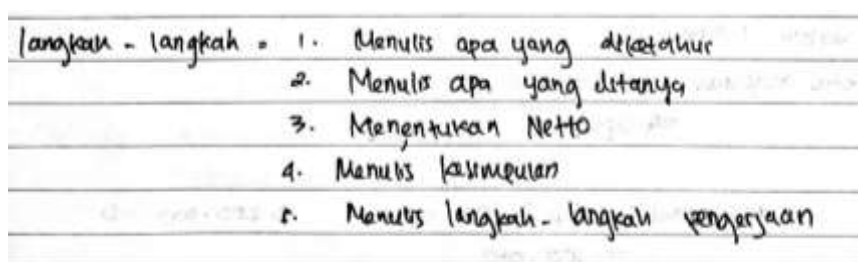 langkah - langkah = 1. Menulis apa yang diketahui
2. Menulis apa yang ditanya
3. Menentukan Netto
4. Menulis kesimpulan
5. Menulis langkah - langkah pengerjaan